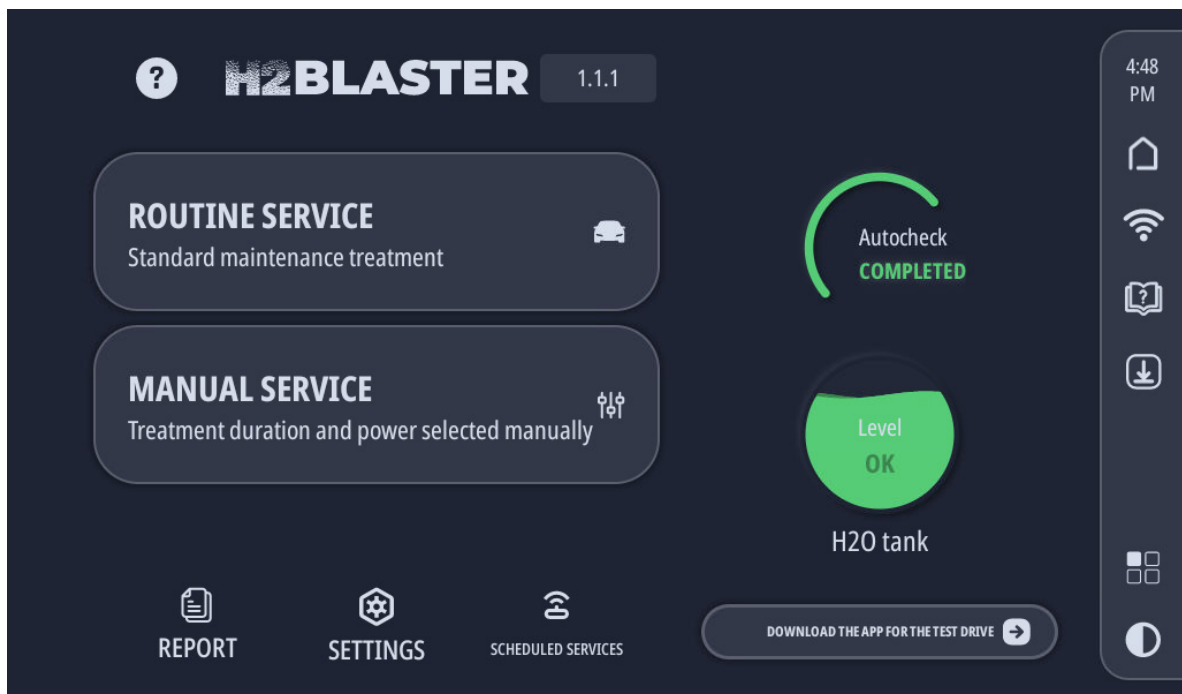 ?
H2BLASTER
1.1.1
4:48
PM
ROUTINE SERVICE
Standard maintenance treatment
Autocheck
COMPLETED
?
MANUAL SERVICE
Treatment duration and power selected manually
Level
OK
H2O tank
REPORT
SETTINGS
SCHEDULED SERVICES
DOWNLOAD THE APP FOR THE TEST DRIVE